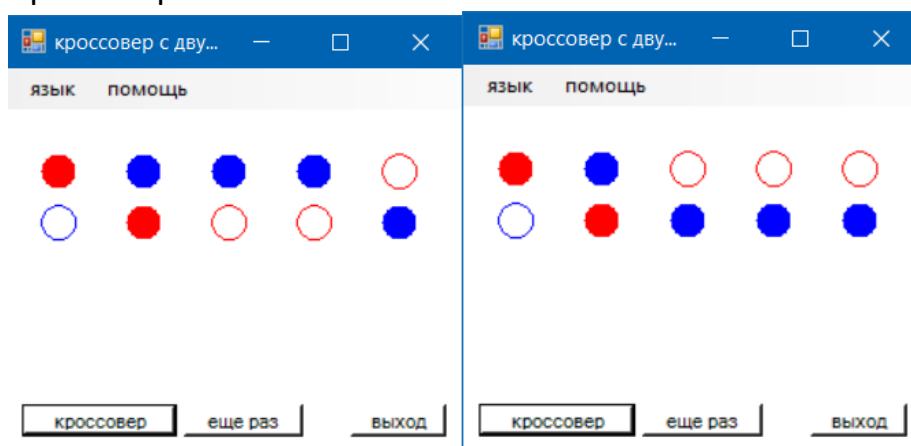 кроссовер с дву...
язык помощь
кроссовер еще раз выход
кроссовер с дву...
язык помощь
кроссовер еще раз выход